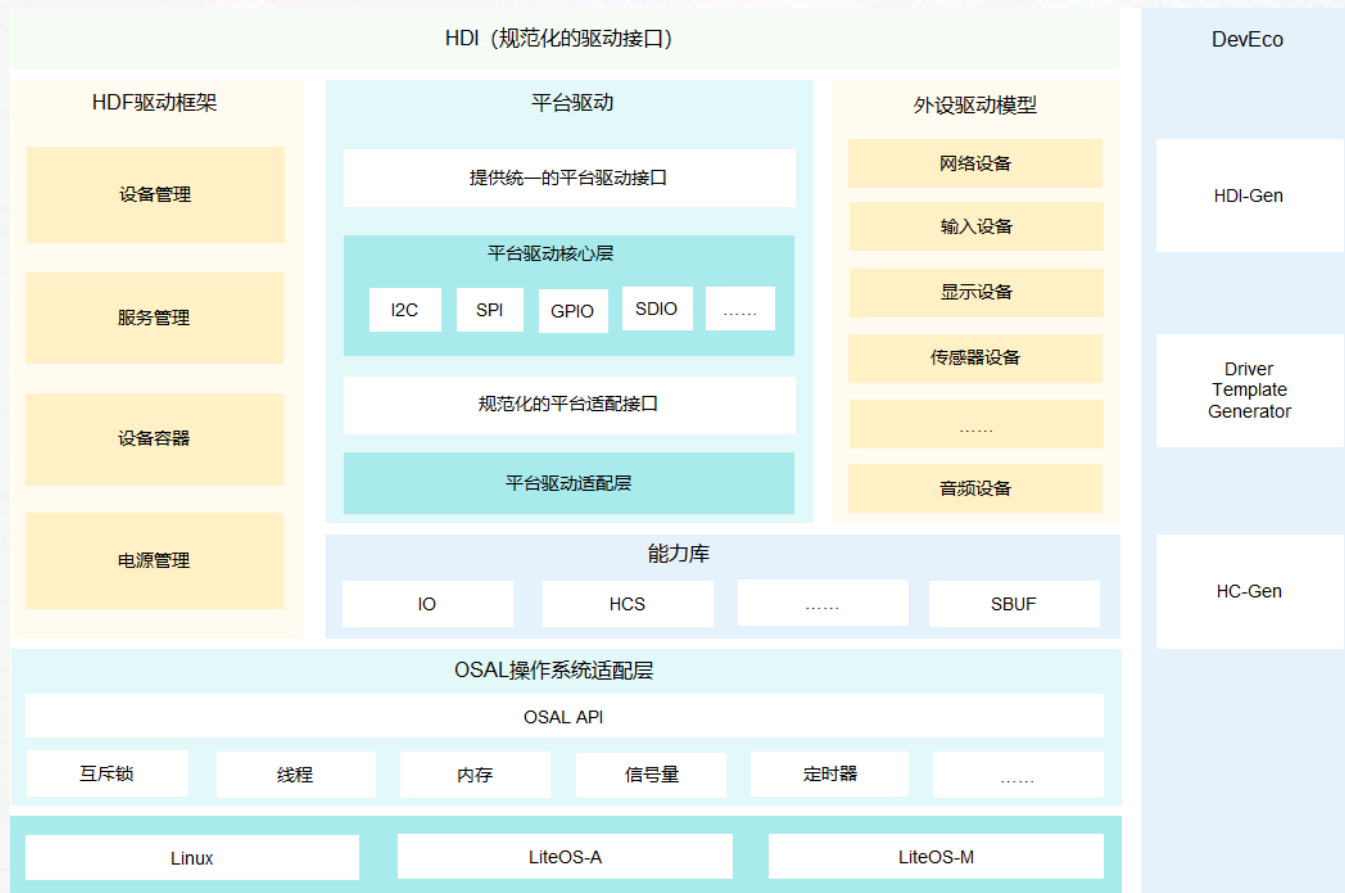 HDI（规范化的驱动接口）
HDF驱动框架
设备管理
服务管理
设备容器
电源管理
平台驱动
提供统一的平台驱动接口
平台驱动核心层
I2C
SPI
GPIO
SDIO
……
规范化的平台适配接口
平台驱动适配层
外设驱动模型
网络设备
输入设备
显示设备
传感器设备
……
音频设备
能力库
IO
HCS
……
SBUF
OSAL操作系统适配层
OSAL API
互斥锁
线程
内存
信号量
定时器
……
Linux
LiteOS-A
LiteOS-M
DevEco
HDI-Gen
Driver
Template
Generator
HC-Gen